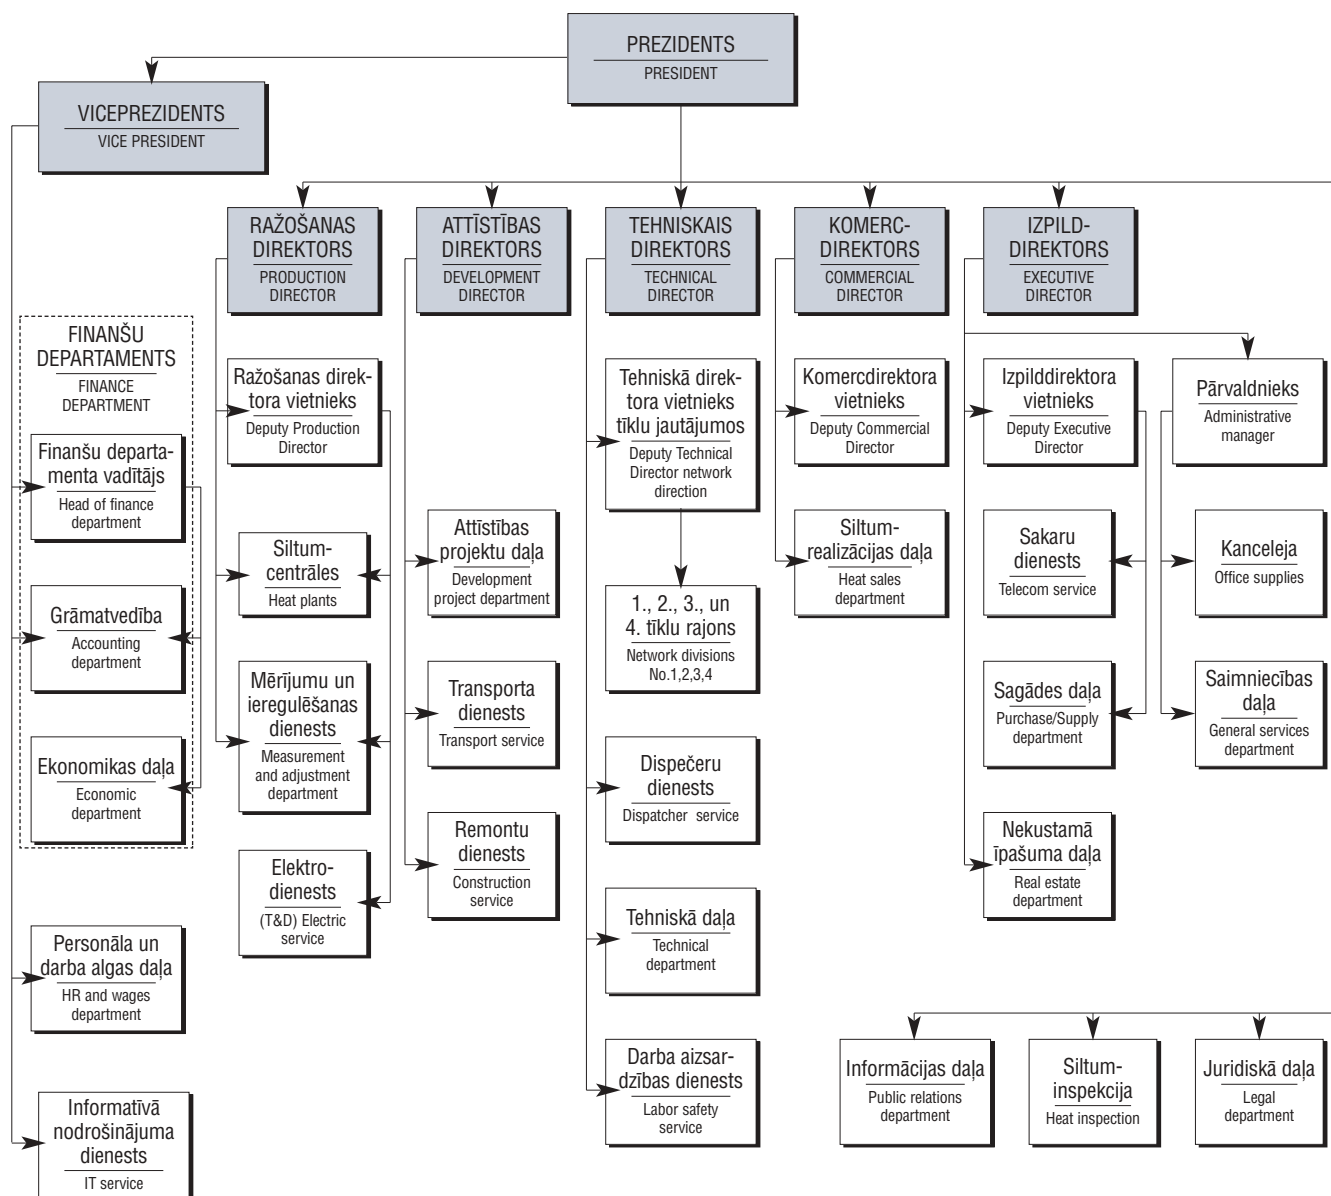 PREZIDENTS
PRESIDENT
VICEPREZIDENTS
VICE PRESIDENT
RAŽOŠANAS
DIREKTORS
PRODUCTION
DIRECTOR
ATTĪSTĪBAS
DIREKTORS
DEVELOPMENT
DIRECTOR
TEHNISKAIS
DIREKTORS
TECHNICAL
DIRECTOR
KOMERC-
DIREKTORS
COMMERCIAL
DIRECTOR
IZPILD-
DIREKTORS
EXECUTIVE
DIRECTOR
FINANŠU
DEPARTAMENTS
FINANCE
DEPARTMENT
Finanšu departa-
menta vadītājs
Head of finance
department
Grāmatvedība
Accounting
department
Ekonomikas daļa
Economic
department
Personāla un
darba algas daļa
HR and wages
department
Informatīvā
nodrošinājuma
dienests
IT service
Ražošanas direk-
tora vietnieks
Deputy Production
Director
Siltum-
centrāles
Heat plants
Mērījumu un
ieregulēšanas
dienests
Measurement
and adjustment
department
Elektro-
dienests
(T&D) Electric
service
Attīstības
projektu daļa
Development
project department
Transporta
dienests
Transport service
Remontu
dienests
Construction
service
Tehniskā direk-
tora vietnieks
tīklu jautājumos
Deputy Technical
Director network
direction
1., 2., 3., un
4. tīklu rajons
Network divisions
No.1,2,3,4
Dispečeru
dienests
Dispatcher service
Tehniskā daļa
Technical
department
Darba aizsar-
dzības dienests
Labor safety
service
Komercdirektora
vietnieks
Deputy Commercial
Director
Siltum-
realizācijas daļa
Heat sales
department
Izpilddirektora
vietnieks
Deputy Executive
Director
Sakaru
dienests
Telecom service
Sagādes daļa
Purchase/Supply
department
Nekustamā
īpašuma daļa
Real estate
department
Pārvaldnieks
Administrative
manager
Kanceleja
Office supplies
Saimniecības
daļa
General services
department
Informācijas daļa
Public relations
department
Siltum-
inspekcija
Heat inspection
Juridiskā daļa
Legal
department